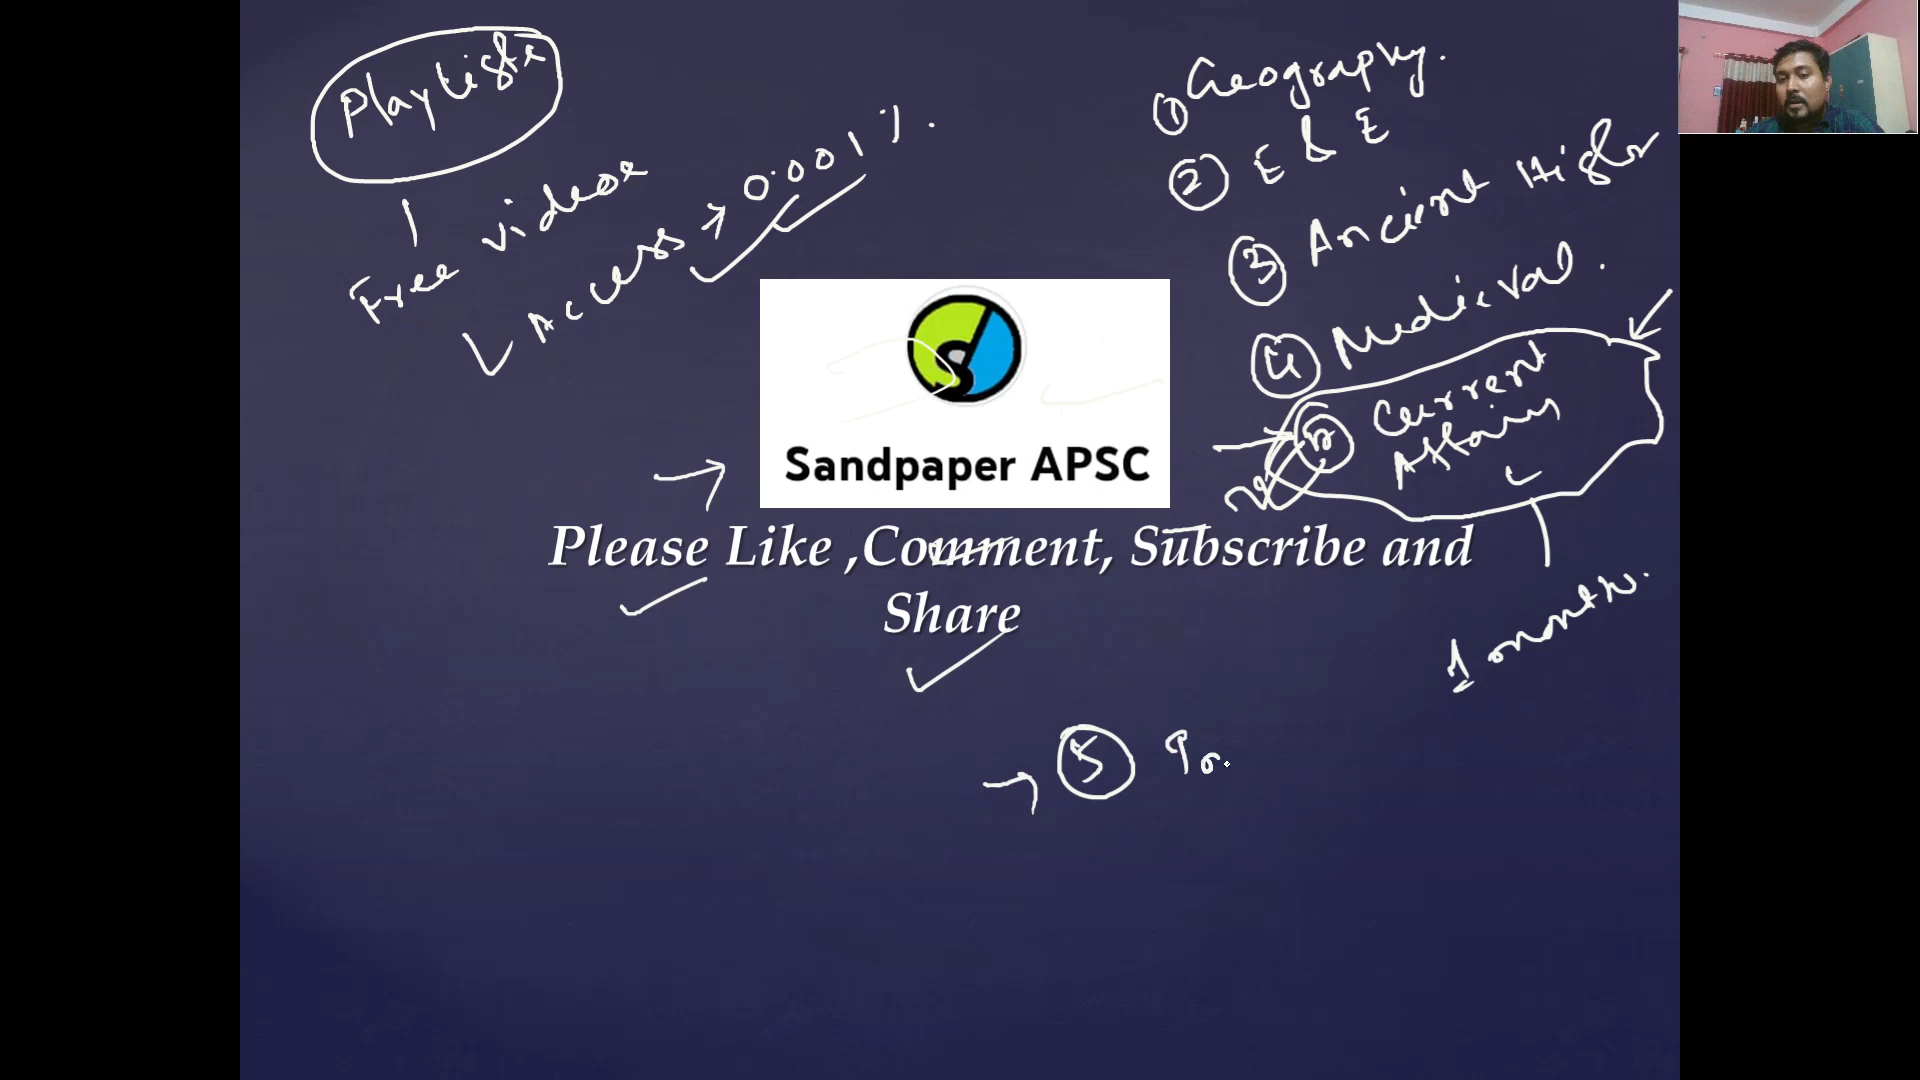 Playlists
Free videos
Access → 0.001%.
① Geography.
② E & E
③ Ancient History
④ Medieval.
Current
Affairs
1 month.
Sandpaper APSC
Please Like ,Comment, Subscribe and
Share
→ ⑤